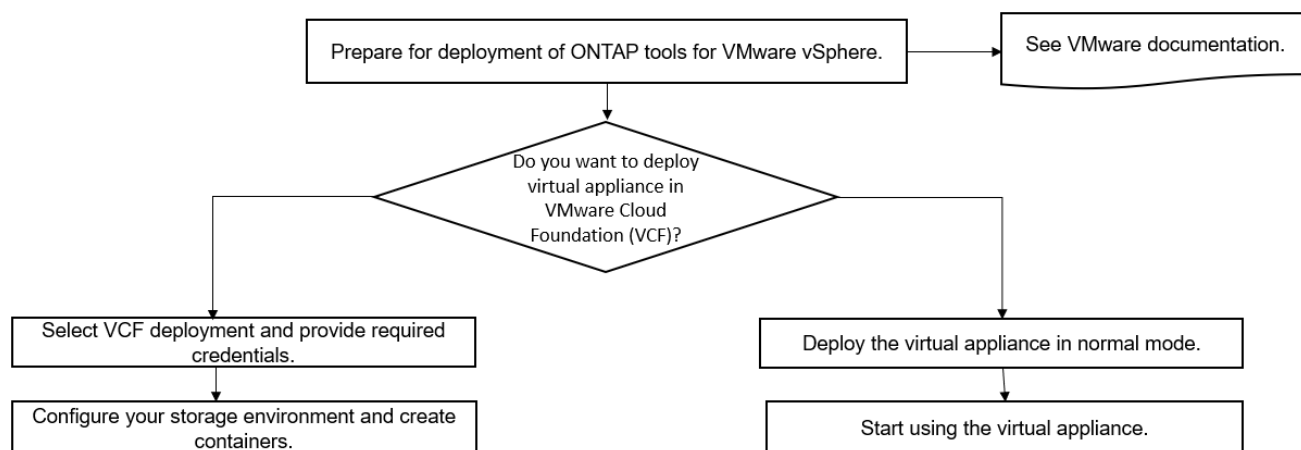 Prepare for deployment of ONTAP tools for VMware vSphere.
See VMware documentation.
Do you want to deploy
virtual appliance in
VMware Cloud
Foundation (VCF)?
Select VCF deployment and provide required
credentials.
Deploy the virtual appliance in normal mode.
Configure your storage environment and create
containers.
Start using the virtual appliance.